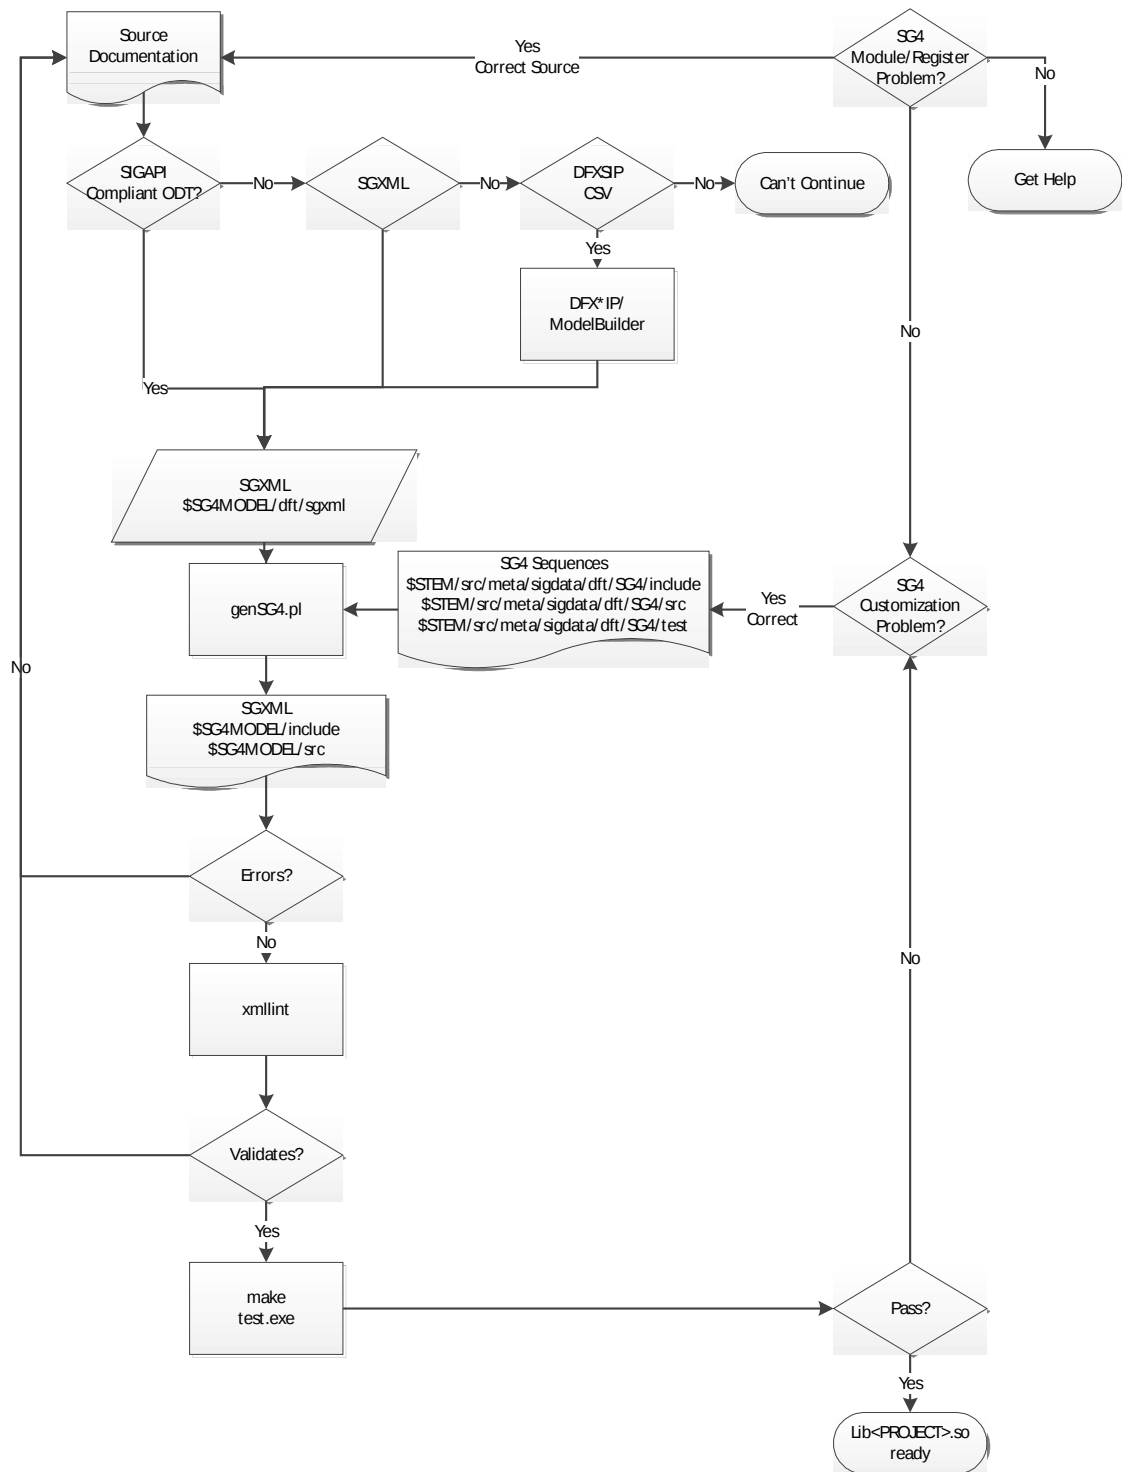 Source
Documentation
Yes
Correct Source
SG4
Module/Register
Problem?
No
SIGAPI
Compliant ODT?
No
SGXML
No
DFXSIP
CSV
No
Can't Continue
Get Help
Yes
DFX*IP/
ModelBuilder
No
Yes
SGXML
$SG4MODEL/dft/sgxml
genSG4.pl
SG4 Sequences
$STEM/src/meta/sigdata/dft/SG4/include
$STEM/src/meta/sigdata/dft/SG4/src
$STEM/src/meta/sigdata/dft/SG4/test
Yes
Correct
SG4
Customization
Problem?
No
SGXML
$SG4MODEL/include
$SG4MODEL/src
Errors?
No
No
xmllint
Validates?
Yes
make
test.exe
Pass?
Yes
Lib<PROJECT>.so
ready